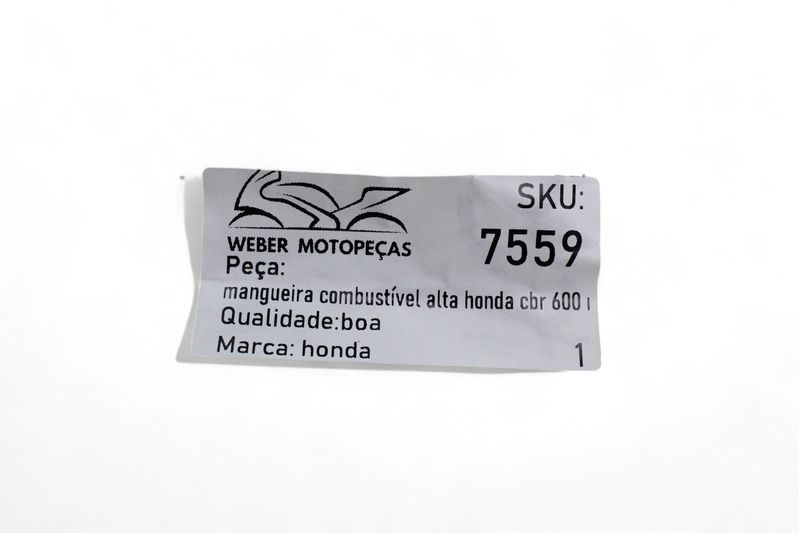 SKU:
WEBER MOTOPEÇAS
7559
Peça:
mangueira combustível alta honda cbr 600
Qualidade:boa
Marca: honda
1